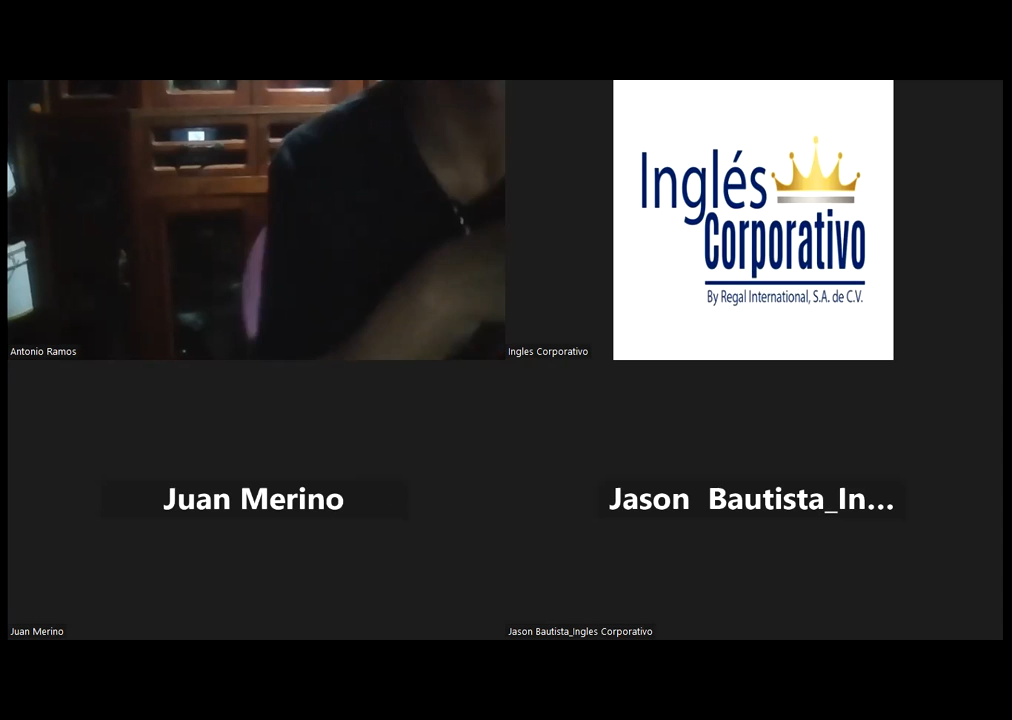 Inglés
Corporativo
By Regal International, S.A. de C.V.
Antonio Ramos
Ingles Corporativo
Juan Merino
Jason Bautista_In...
Juan Merino
Jason Bautista_Ingles Corporativo